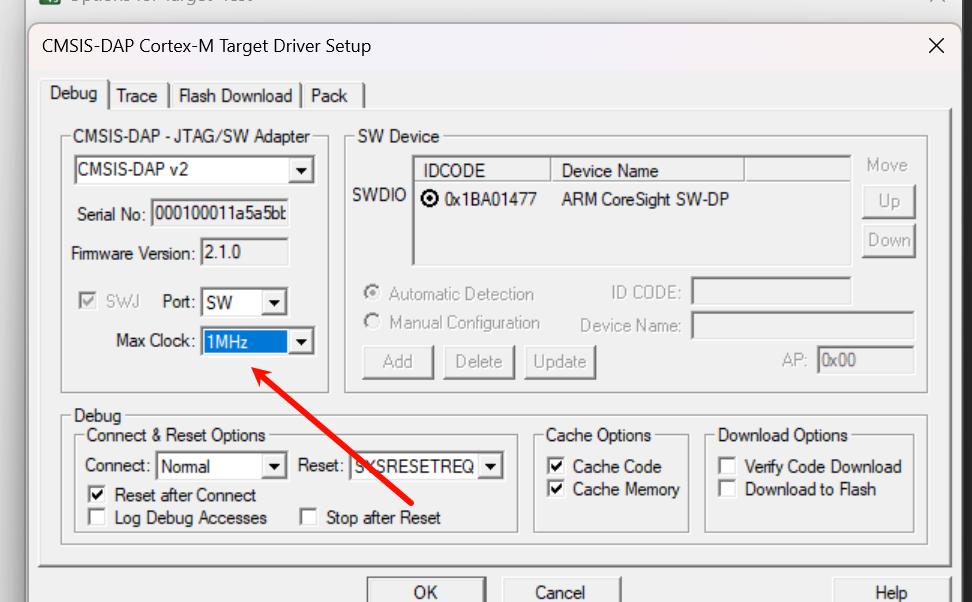 Options for Target 'Test'
CMSIS-DAP Cortex-M Target Driver Setup
Debug Trace Flash Download Pack
CMSIS-DAP - JTAG/SW Adapter
CMSIS-DAP v2
Serial No: 000100011a5a5bb
Firmware Version: 2.1.0
SWJ Port: SW
Max Clock: 1MHz
SW Device
IDCODE Device Name Move
SWDIO 0x1BA01477 ARM CoreSight SW-DP Up
Down
Automatic Detection ID CODE:
Manual Configuration Device Name:
Add Delete Update AP: 0x00
Debug
Connect & Reset Options
Connect: Normal Reset: SYSRESETREQ
Reset after Connect
Log Debug Accesses Stop after Reset
Cache Options
Cache Code
Cache Memory
Download Options
Verify Code Download
Download to Flash
OK Cancel Help